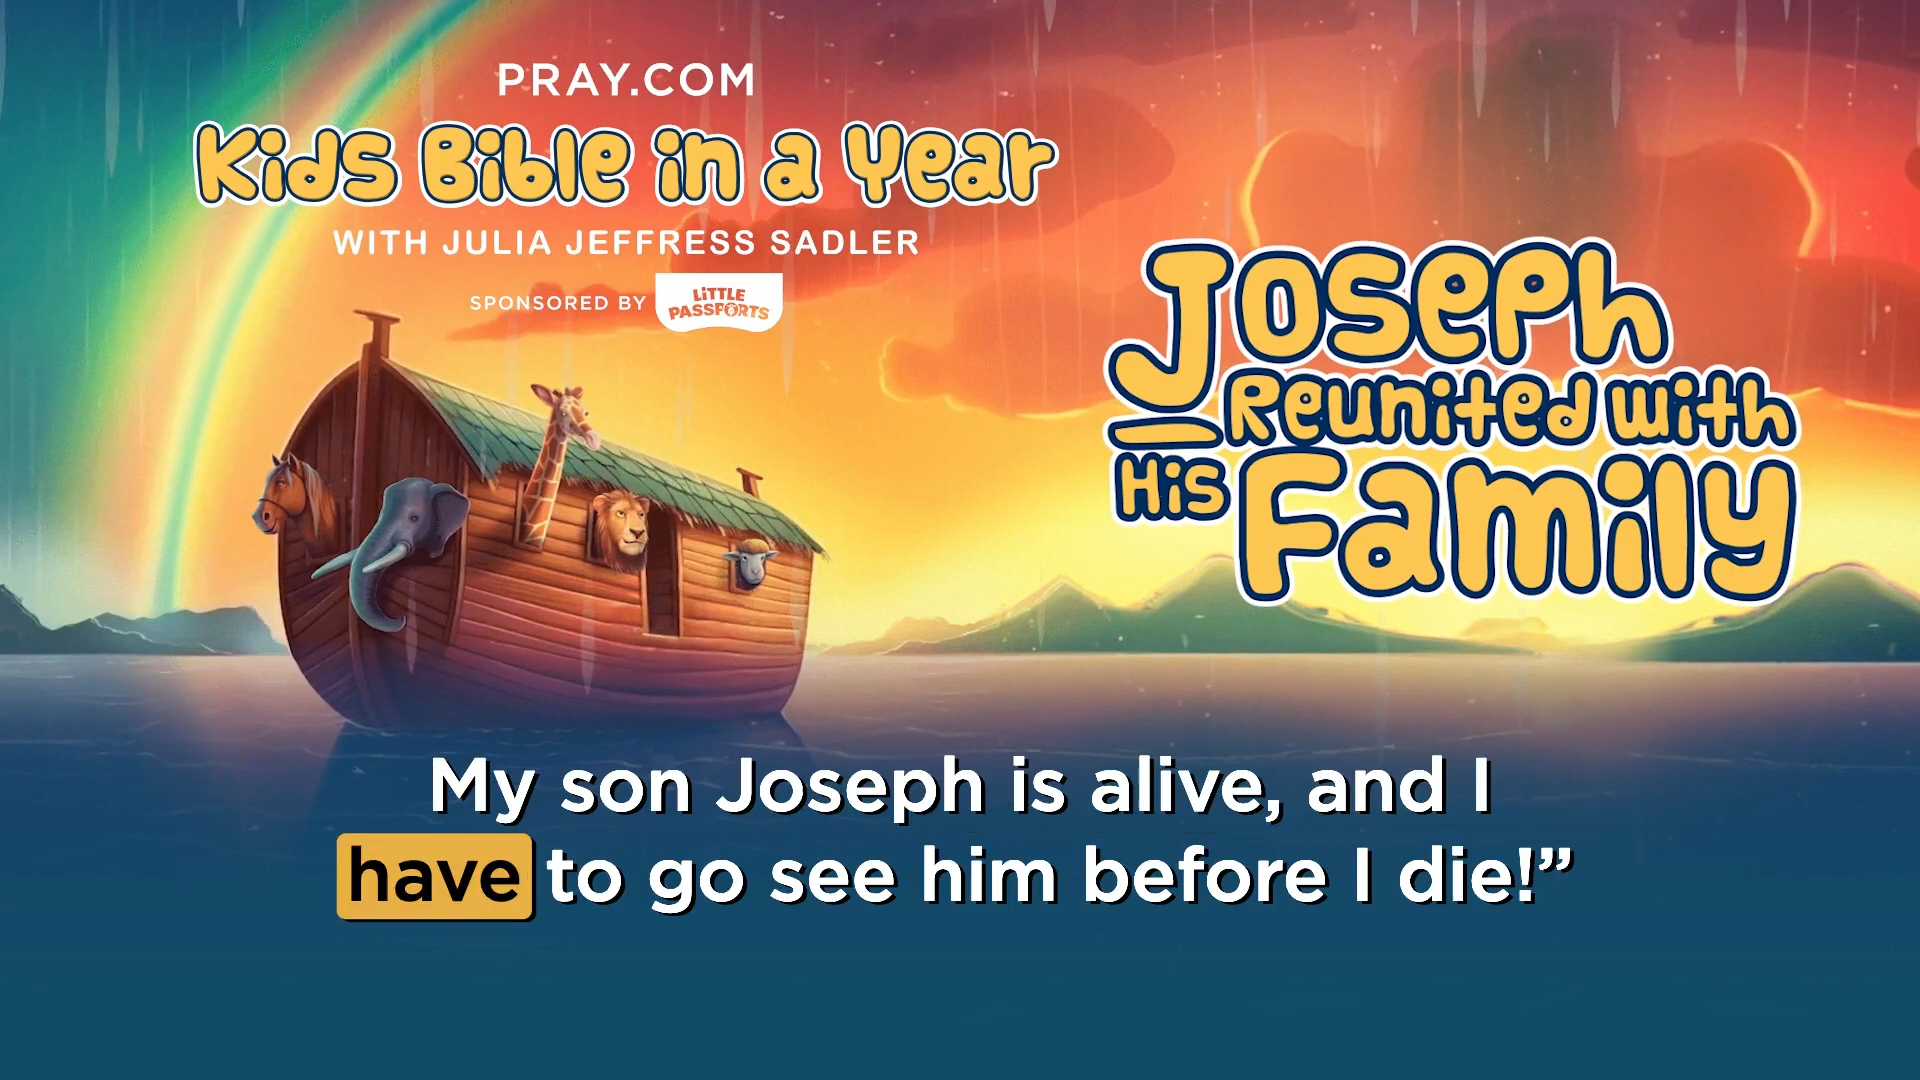 PRAY.COM
Kids Bible in a Year
WITH JULIA JEFFRESS SADLER
SPONSORED BY LiTTLE PASSPORTS
Joseph
Reunited with
His Family
My son Joseph is alive, and I
have to go see him before I die!”